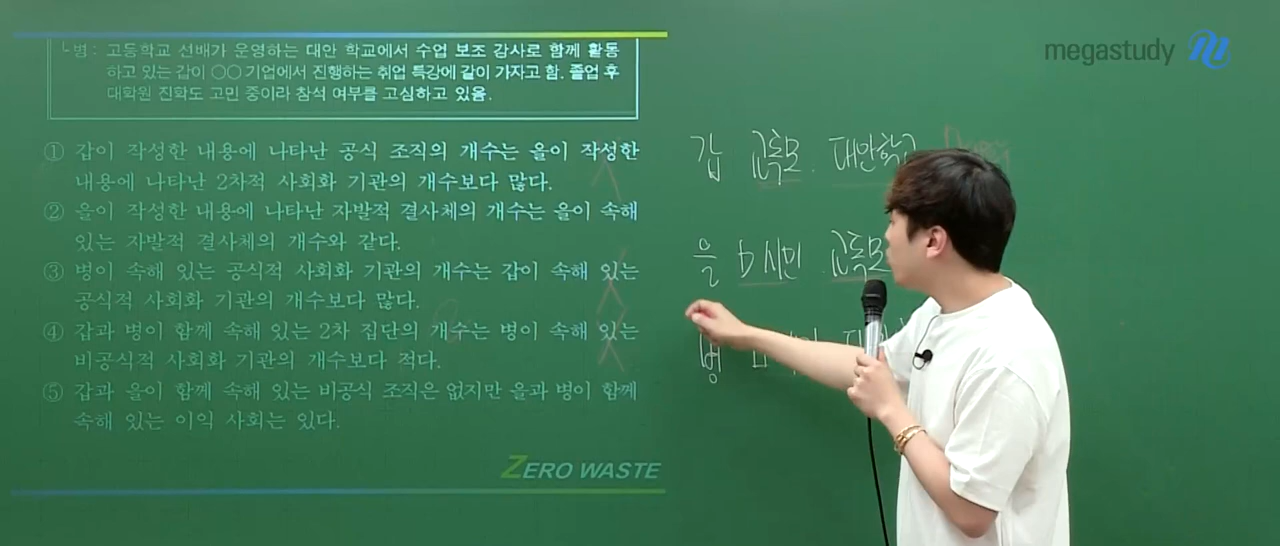 megastudy
└병: 고등학교 선배가 운영하는 대안 학교에서 수업 보조 강사로 함께 활동
하고 있는 갑이 ○○ 기업에서 진행하는 취업 특강에 같이 가자고 함. 졸업 후
대학원 진학도 고민 중이라 참석 여부를 고심하고 있음.
① 갑이 작성한 내용에 나타난 공식 조직의 개수는 을이 작성한
내용에 나타난 2차적 사회화 기관의 개수보다 많다.
② 을이 작성한 내용에 나타난 자발적 결사체의 개수는 을이 속해
있는 자발적 결사체의 개수와 같다.
③ 병이 속해 있는 공식적 사회화 기관의 개수는 갑이 속해 있는
공식적 사회화 기관의 개수보다 많다.
④ 갑과 병이 함께 속해 있는 2차 집단의 개수는 병이 속해 있는
비공식적 사회화 기관의 개수보다 적다.
⑤ 갑과 을이 함께 속해 있는 비공식 조직은 없지만 을과 병이 함께
속해 있는 이익 사회는 있다.
ZERO WASTE
갑 교독모. 대안학교
을 b 시민 교독모
병